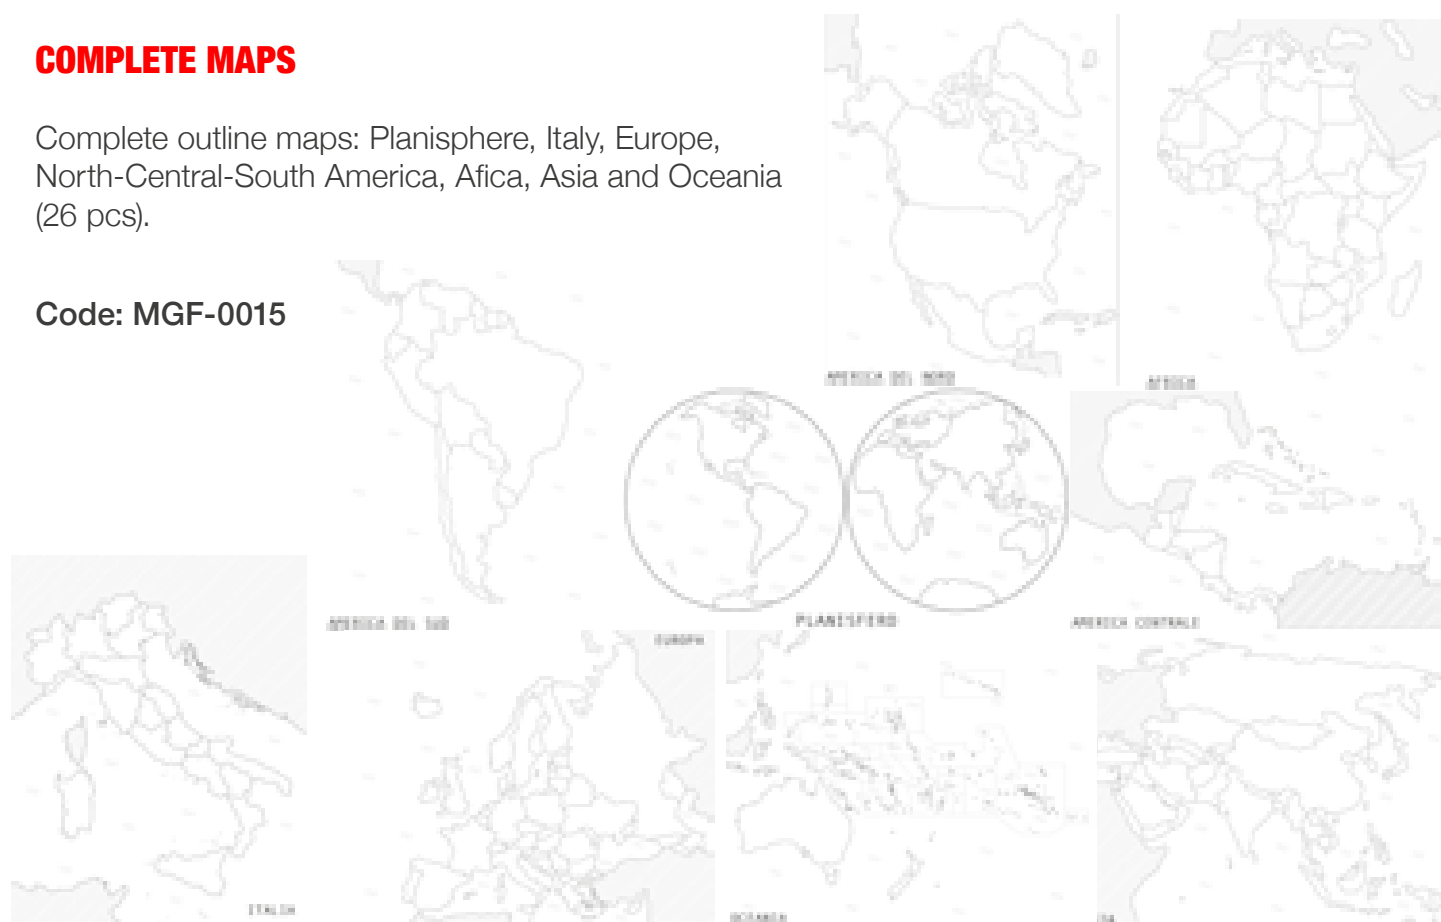 COMPLETE MAPS
Complete outline maps: Planisphere, Italy, Europe,
North-Central-South America, Afica, Asia and Oceania
(26 pcs).
Code: MGF-0015
AMERICA DEL NORD
AFRICA
AMERICA DEL SUD
PLANISFERO
AMERICA CENTRALE
EUROPA
ITALIA
OCEANIA